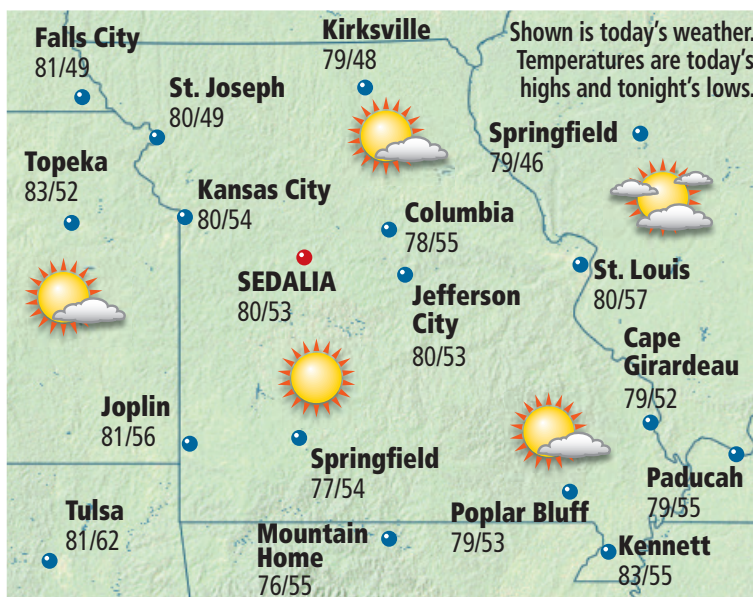 Falls City
81/49
Kirksville
79/48
Shown is today's weather.
Temperatures are today's
highs and tonight's lows.
St. Joseph
80/49
Springfield
79/46
Topeka
83/52
Kansas City
80/54
Columbia
78/55
SEDALIA
80/53
Jefferson
City
80/53
St. Louis
80/57
Cape
Girardeau
79/52
Joplin
81/56
Springfield
77/54
Paducah
79/55
Tulsa
81/62
Mountain
Home
76/55
Poplar Bluff
79/53
Kennett
83/55